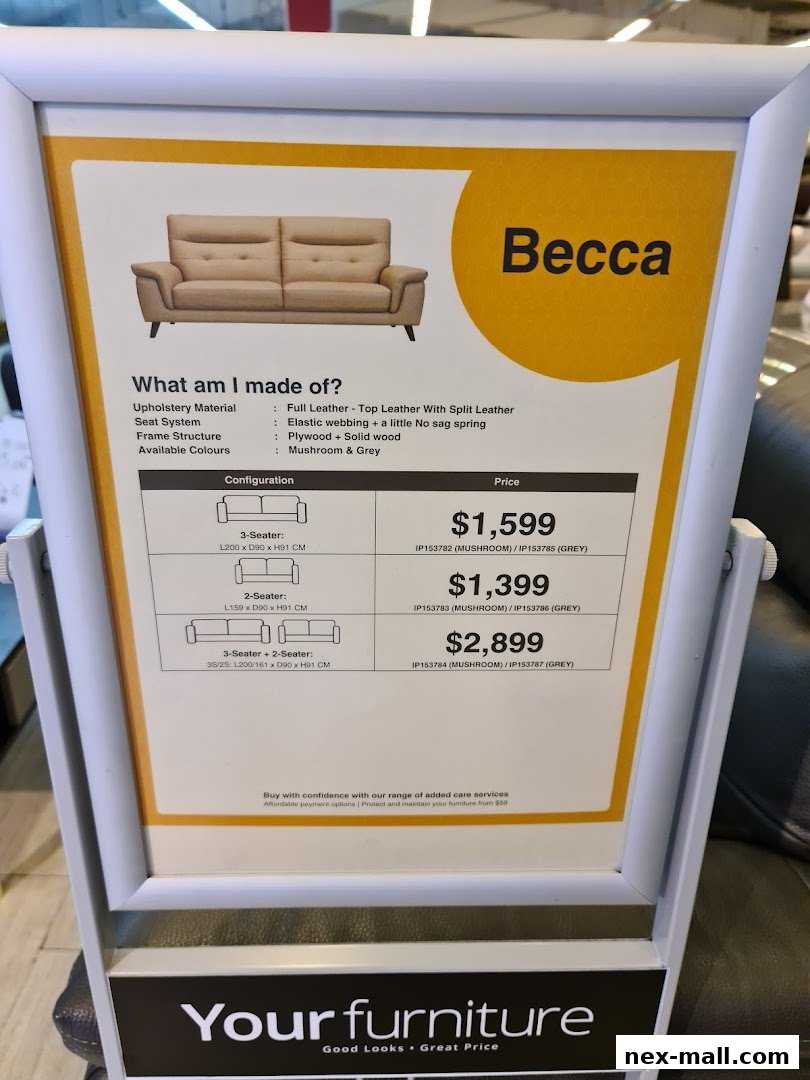 Becca
What am I made of?
Upholstery Material : Full Leather - Top Leather With Split Leather
Seat System : Elastic webbing + a little No sag spring
Frame Structure : Plywood + Solid wood
Available Colours : Mushroom & Grey
Configuration Price
3-Seater:
L200 x D90 x H91 CM
$1,599
IP153782 (MUSHROOM) / IP153785 (GREY)
2-Seater:
L159 x D90 x H91 CM
$1,399
IP153783 (MUSHROOM) / IP153786 (GREY)
3-Seater + 2-Seater:
3S/2S: L200/161 x D90 x H91 CM
$2,899
IP153784 (MUSHROOM) / IP153787 (GREY)
Buy with confidence with our range of added care services
Affordable payment options | Protect and maintain your furniture from $59
Yourfurniture
Good Looks • Great Price
nex-mall.com